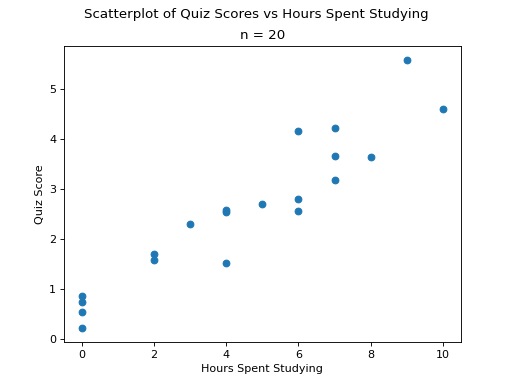 Scatterplot of Quiz Scores vs Hours Spent Studying
n = 20
5
4
3
2
1
0
Quiz Score
0 2 4 6 8 10
Hours Spent Studying